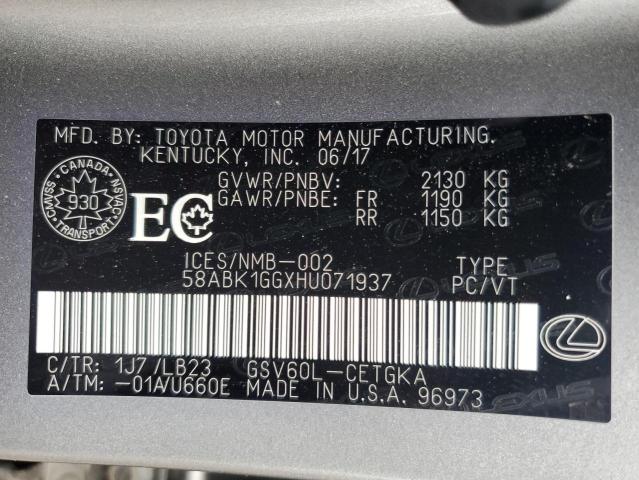 MFD. BY: TOYOTA MOTOR MANUFACTURING.
KENTUCKY, INC. 06/17
CANADA
CMVSS
NSVAC
930
TRANSPORT
EC
GVWR/PNBV: 2130 KG
GAWR/PNBE: FR 1190 KG
RR 1150 KG
ICES/NMB-002 TYPE
58ABK1GGXHU071937 PC/VT
C/TR: 1J7 /LB23 GSV60L-CETGKA
A/TM: -01A/U660E MADE IN U.S.A. 96973